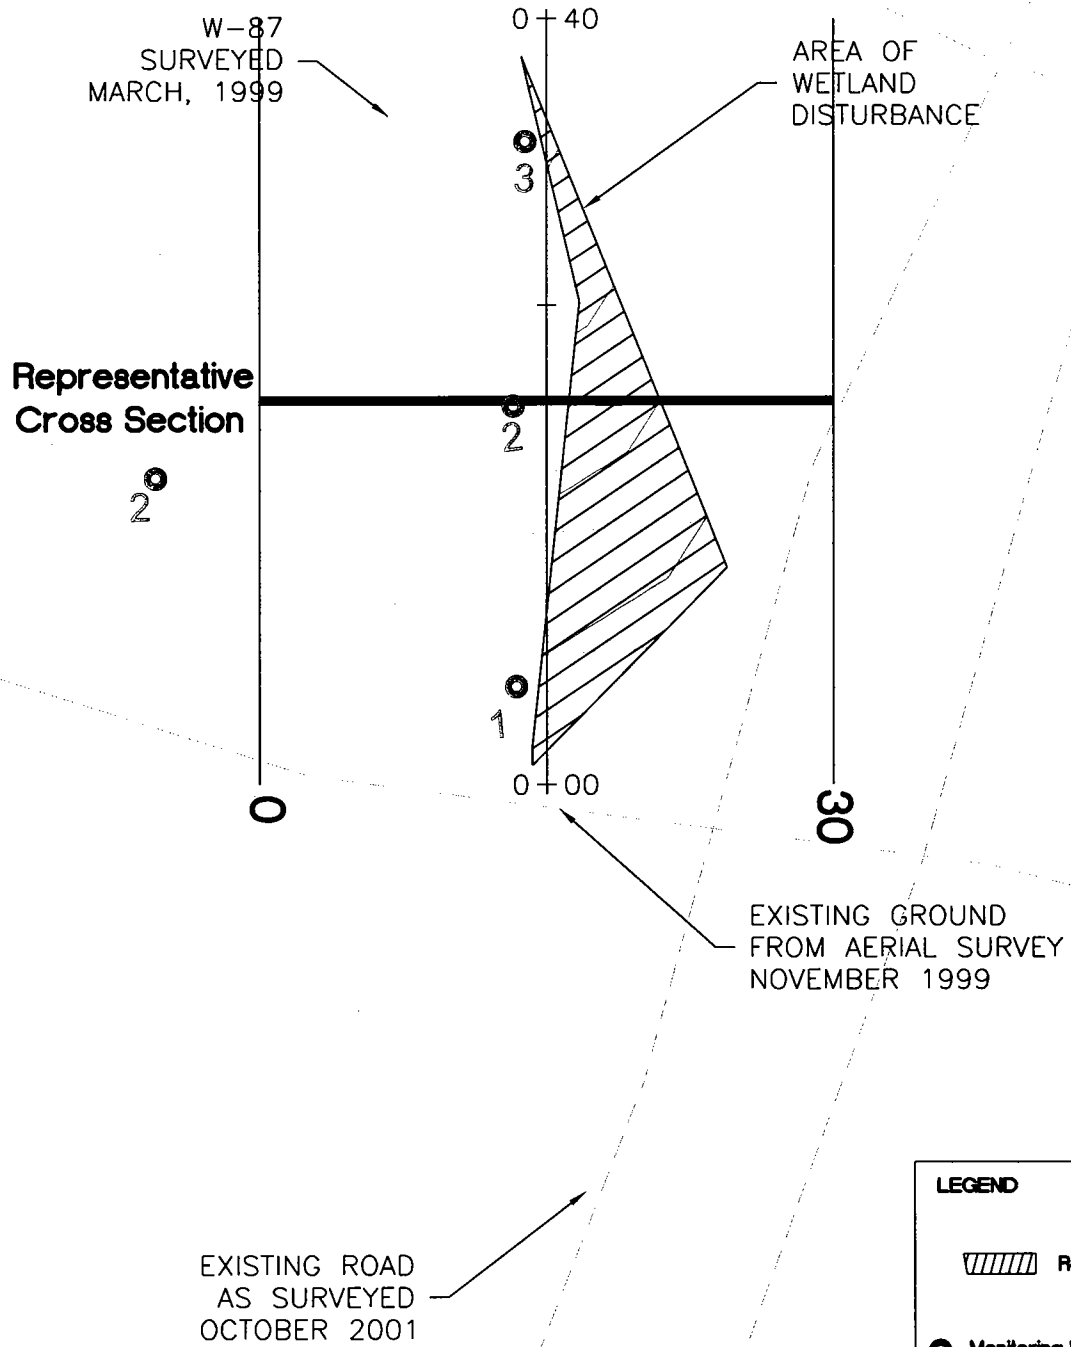 W-87
SURVEYED
MARCH, 1999
0+40
AREA OF
WETLAND
DISTURBANCE
3
Representative
Cross Section
2
2
1
0+00
0
30
EXISTING GROUND
FROM AERIAL SURVEY
NOVEMBER 1999
EXISTING ROAD
AS SURVEYED
OCTOBER 2001
LEGEND
R
Monitoring